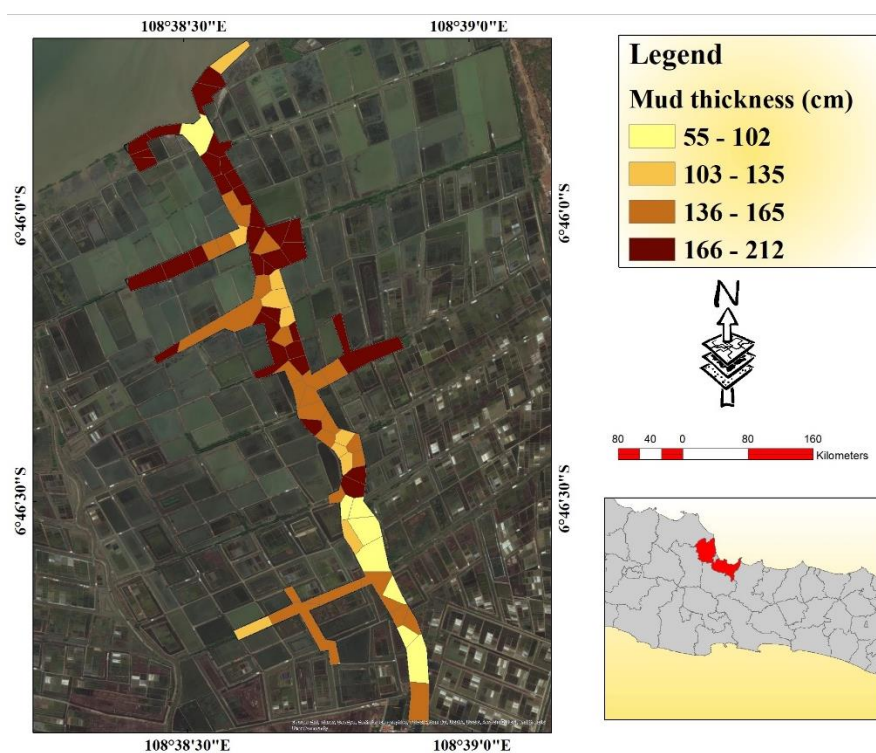 108°38'30"E
108°39'0"E
Legend
Mud thickness (cm)
55 - 102
103 - 135
136 - 165
166 - 212
6°46'0"S
6°46'0"S
N
80 40 0 80 160
Kilometers
6°46'30"S
6°46'30"S
108°38'30"E
108°39'0"E